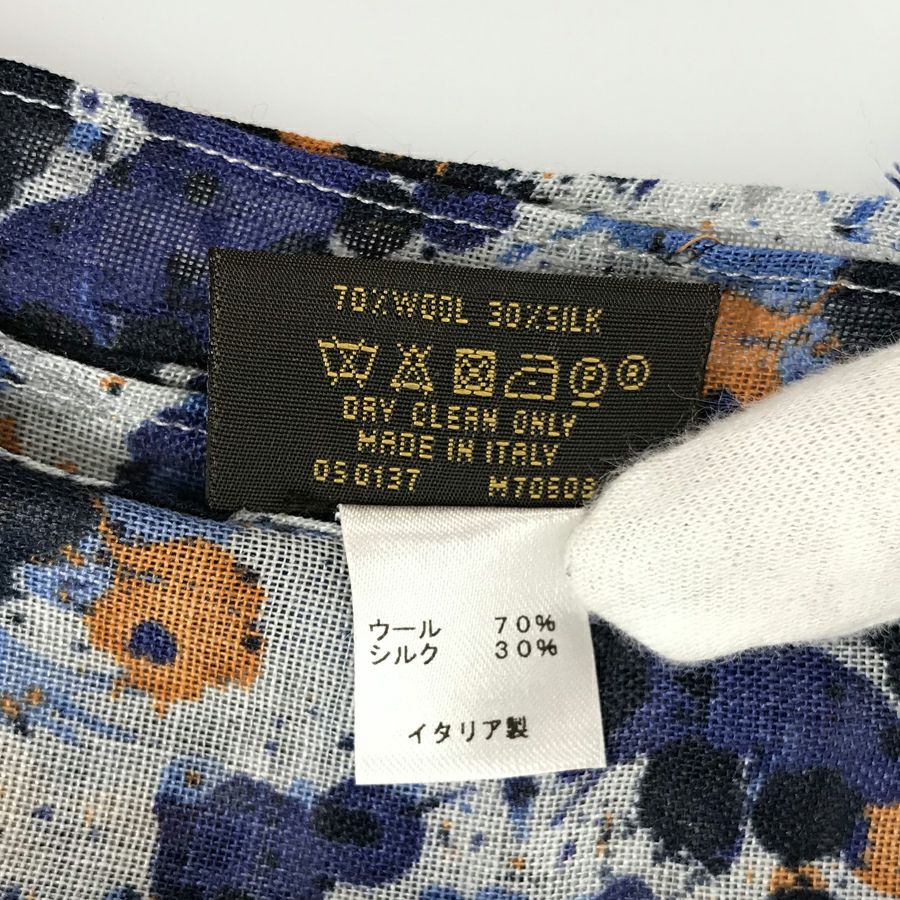 70%WOOL 30%SILK
P R
DRY CLEAN ONLY
MADE IN ITALY
050137
ウール 70%
シルク 30%
イタリア製